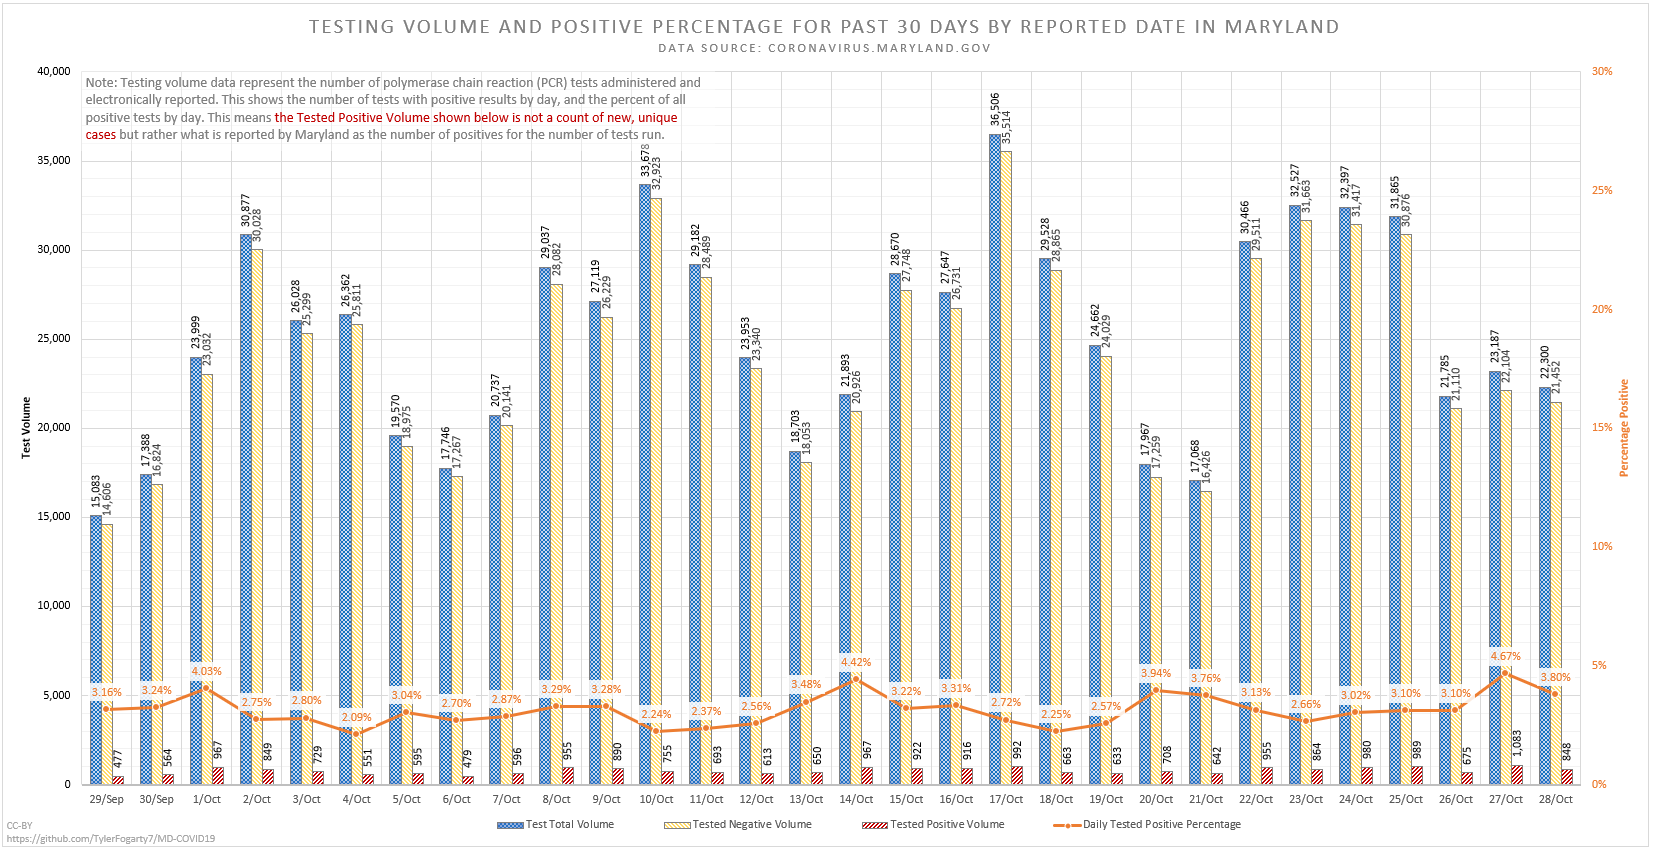 TESTING VOLUME AND POSITIVE PERCENTAGE FOR PAST 30 DAYS BY REPORTED DATE IN MARYLAND
DATA SOURCE: CORONAVIRUS.MARYLAND.GOV
Note: Testing volume data represent the number of polymerase chain reaction (PCR) tests administered and
electronically reported. This shows the number of tests with positive results by day, and the percent of all
positive tests by day. This means the Tested Positive Volume shown below is not a count of new, unique
cases but rather what is reported by Maryland as the number of positives for the number of tests run.
Test Volume
40,000
35,000
30,000
25,000
20,000
15,000
10,000
5,000
0
Percentage Positive
30%
25%
20%
15%
10%
5%
0%
15,083 14,606 3.16% 477 29/Sep
17,388 16,824 3.24% 564 30/Sep
23,999 23,032 4.03% 967 1/Oct
30,877 30,028 2.75% 849 2/Oct
26,028 25,299 2.80% 729 3/Oct
26,362 25,811 2.09% 551 4/Oct
19,570 18,975 3.04% 595 5/Oct
17,746 17,267 2.70% 479 6/Oct
20,737 20,141 2.87% 596 7/Oct
29,037 28,082 3.29% 955 8/Oct
27,119 26,229 3.28% 890 9/Oct
33,678 32,923 2.24% 755 10/Oct
29,182 28,489 2.37% 693 11/Oct
23,953 23,340 2.56% 613 12/Oct
18,703 18,053 3.48% 650 13/Oct
21,893 20,926 4.42% 967 14/Oct
28,670 27,748 3.22% 922 15/Oct
27,647 26,731 3.31% 916 16/Oct
36,506 35,514 2.72% 992 17/Oct
29,528 28,865 2.25% 663 18/Oct
24,662 24,029 2.57% 633 19/Oct
17,967 17,259 3.94% 708 20/Oct
17,068 16,426 3.76% 642 21/Oct
30,466 29,511 3.13% 955 22/Oct
32,527 31,663 2.66% 864 23/Oct
32,397 31,417 3.02% 980 24/Oct
31,865 30,876 3.10% 989 25/Oct
21,785 21,110 3.10% 675 26/Oct
23,187 22,104 4.67% 1,083 27/Oct
22,300 21,452 3.80% 848 28/Oct
Test Total Volume
Tested Negative Volume
Tested Positive Volume
Daily Tested Positive Percentage
CC-BY
https://github.com/TylerFogarty7/MD-COVID19